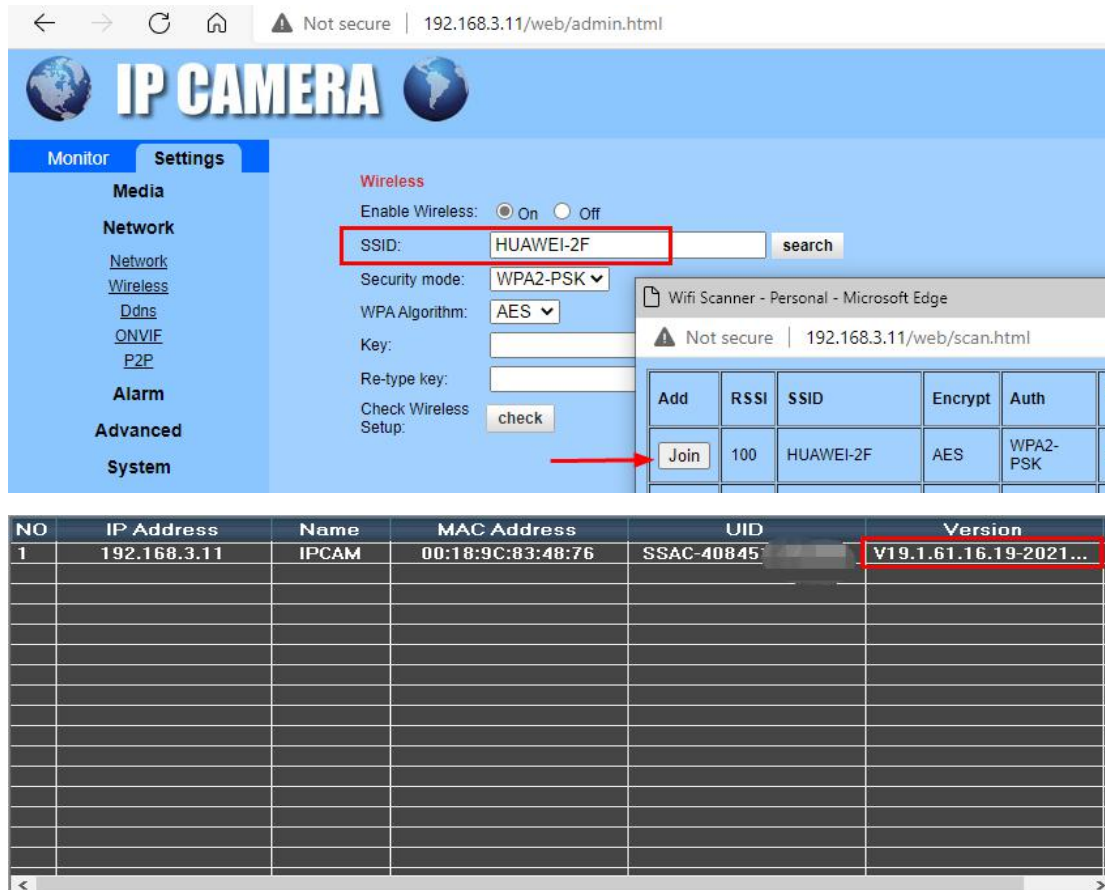 Not secure | 192.168.3.11/web/admin.html
IP CAMERA
Monitor Settings
Media
Network
Network
Wireless
Ddns
ONVIF
P2P
Alarm
Advanced
System
Wireless
Enable Wireless: On Off
SSID: HUAWEI-2F search
Security mode: WPA2-PSK
WPA Algorithm: AES
Key:
Re-type key:
Check Wireless
Setup: check
Wifi Scanner - Personal - Microsoft Edge
Not secure | 192.168.3.11/web/scan.html
Add RSSI SSID Encrypt Auth
Join 100 HUAWEI-2F AES WPA2-
PSK
NO IP Address Name MAC Address UID Version
1 192.168.3.11 IPCAM 00:18:9C:83:48:76 SSAC-40845 V19.1.61.16.19-2021...